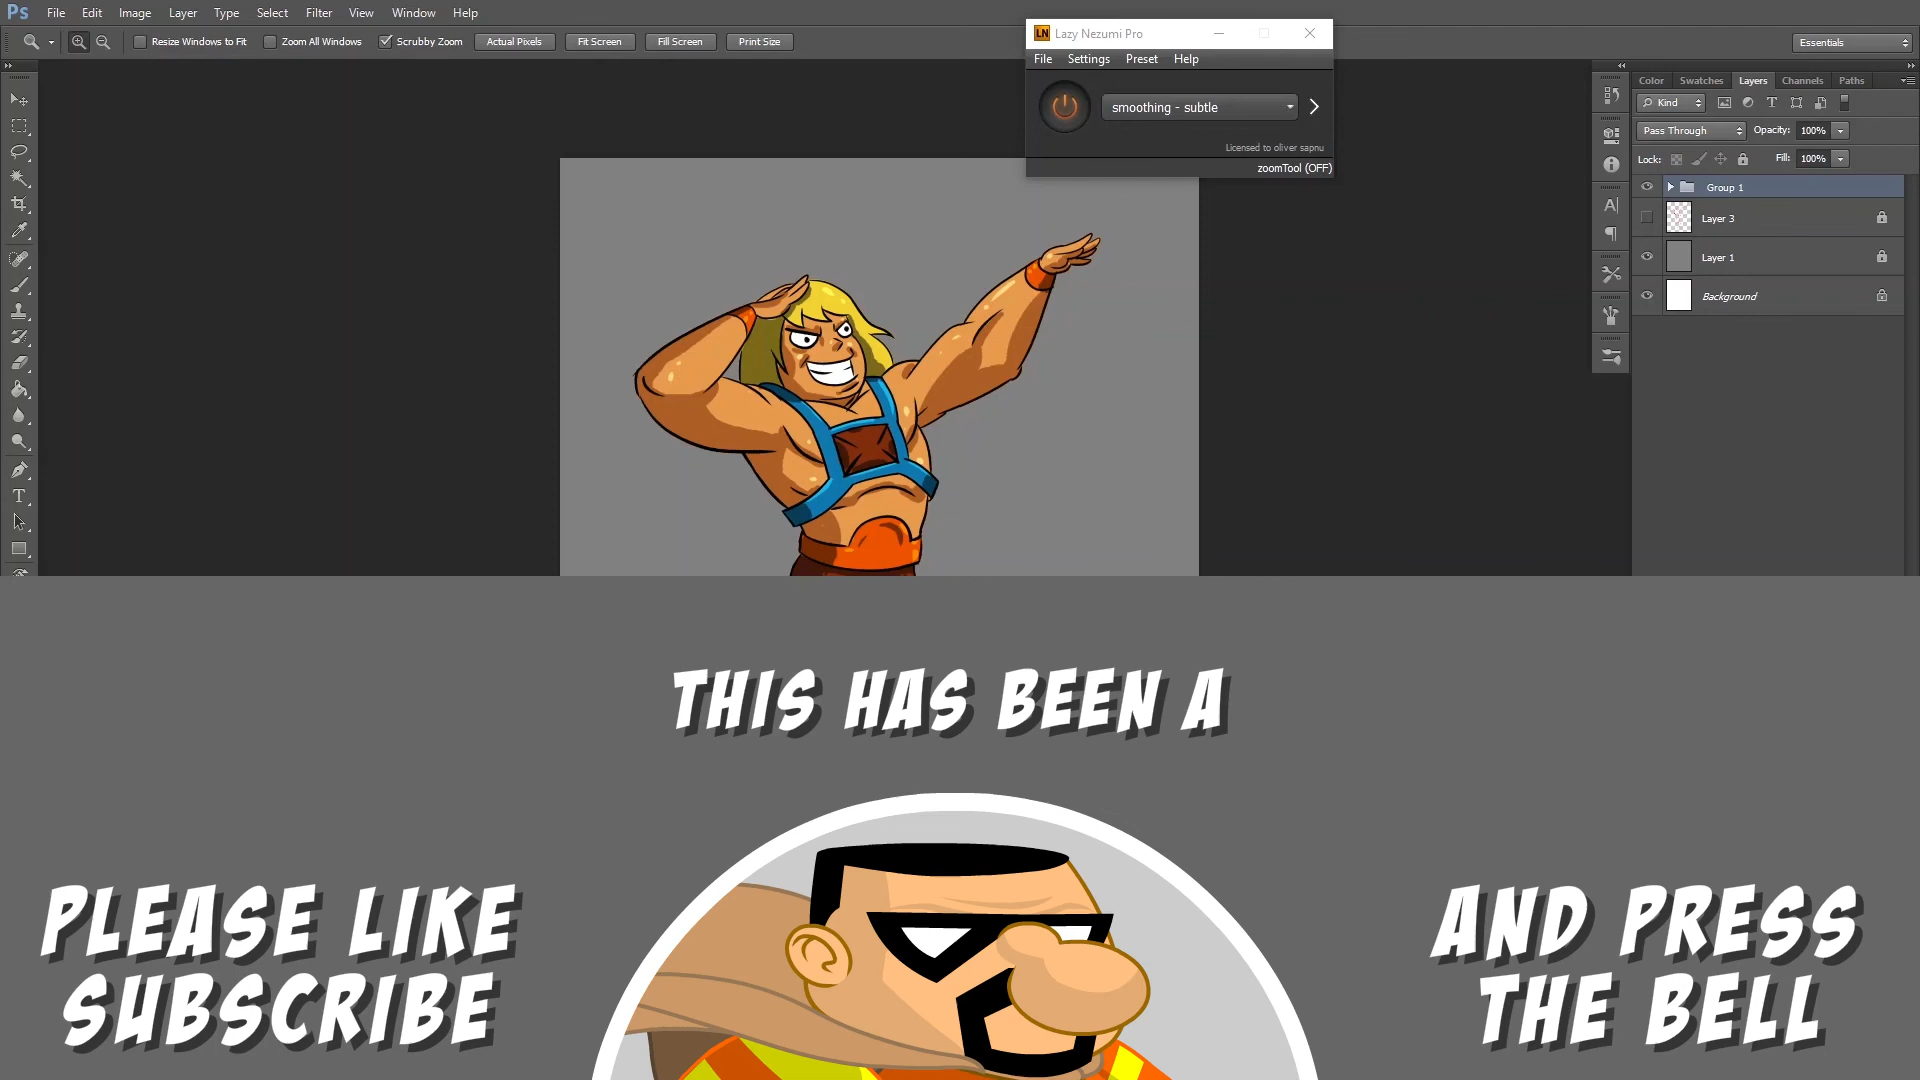 Ps File Edit Image Layer Type Select Filter View Window Help
Resize Windows to Fit Zoom All Windows Scrubby Zoom Actual Pixels Fit Screen Fill Screen Print Size
Essentials
LN Lazy Nezumi Pro
File Settings Preset Help
smoothing - subtle
Licensed to oliver sapnu
zoomTool (OFF)
Color Swatches Layers Channels Paths
Kind
Pass Through Opacity: 100%
Lock: Fill: 100%
Group 1
Layer 3
Layer 1
Background
THIS HAS BEEN A
PLEASE LIKE
SUBSCRIBE
AND PRESS
THE BELL